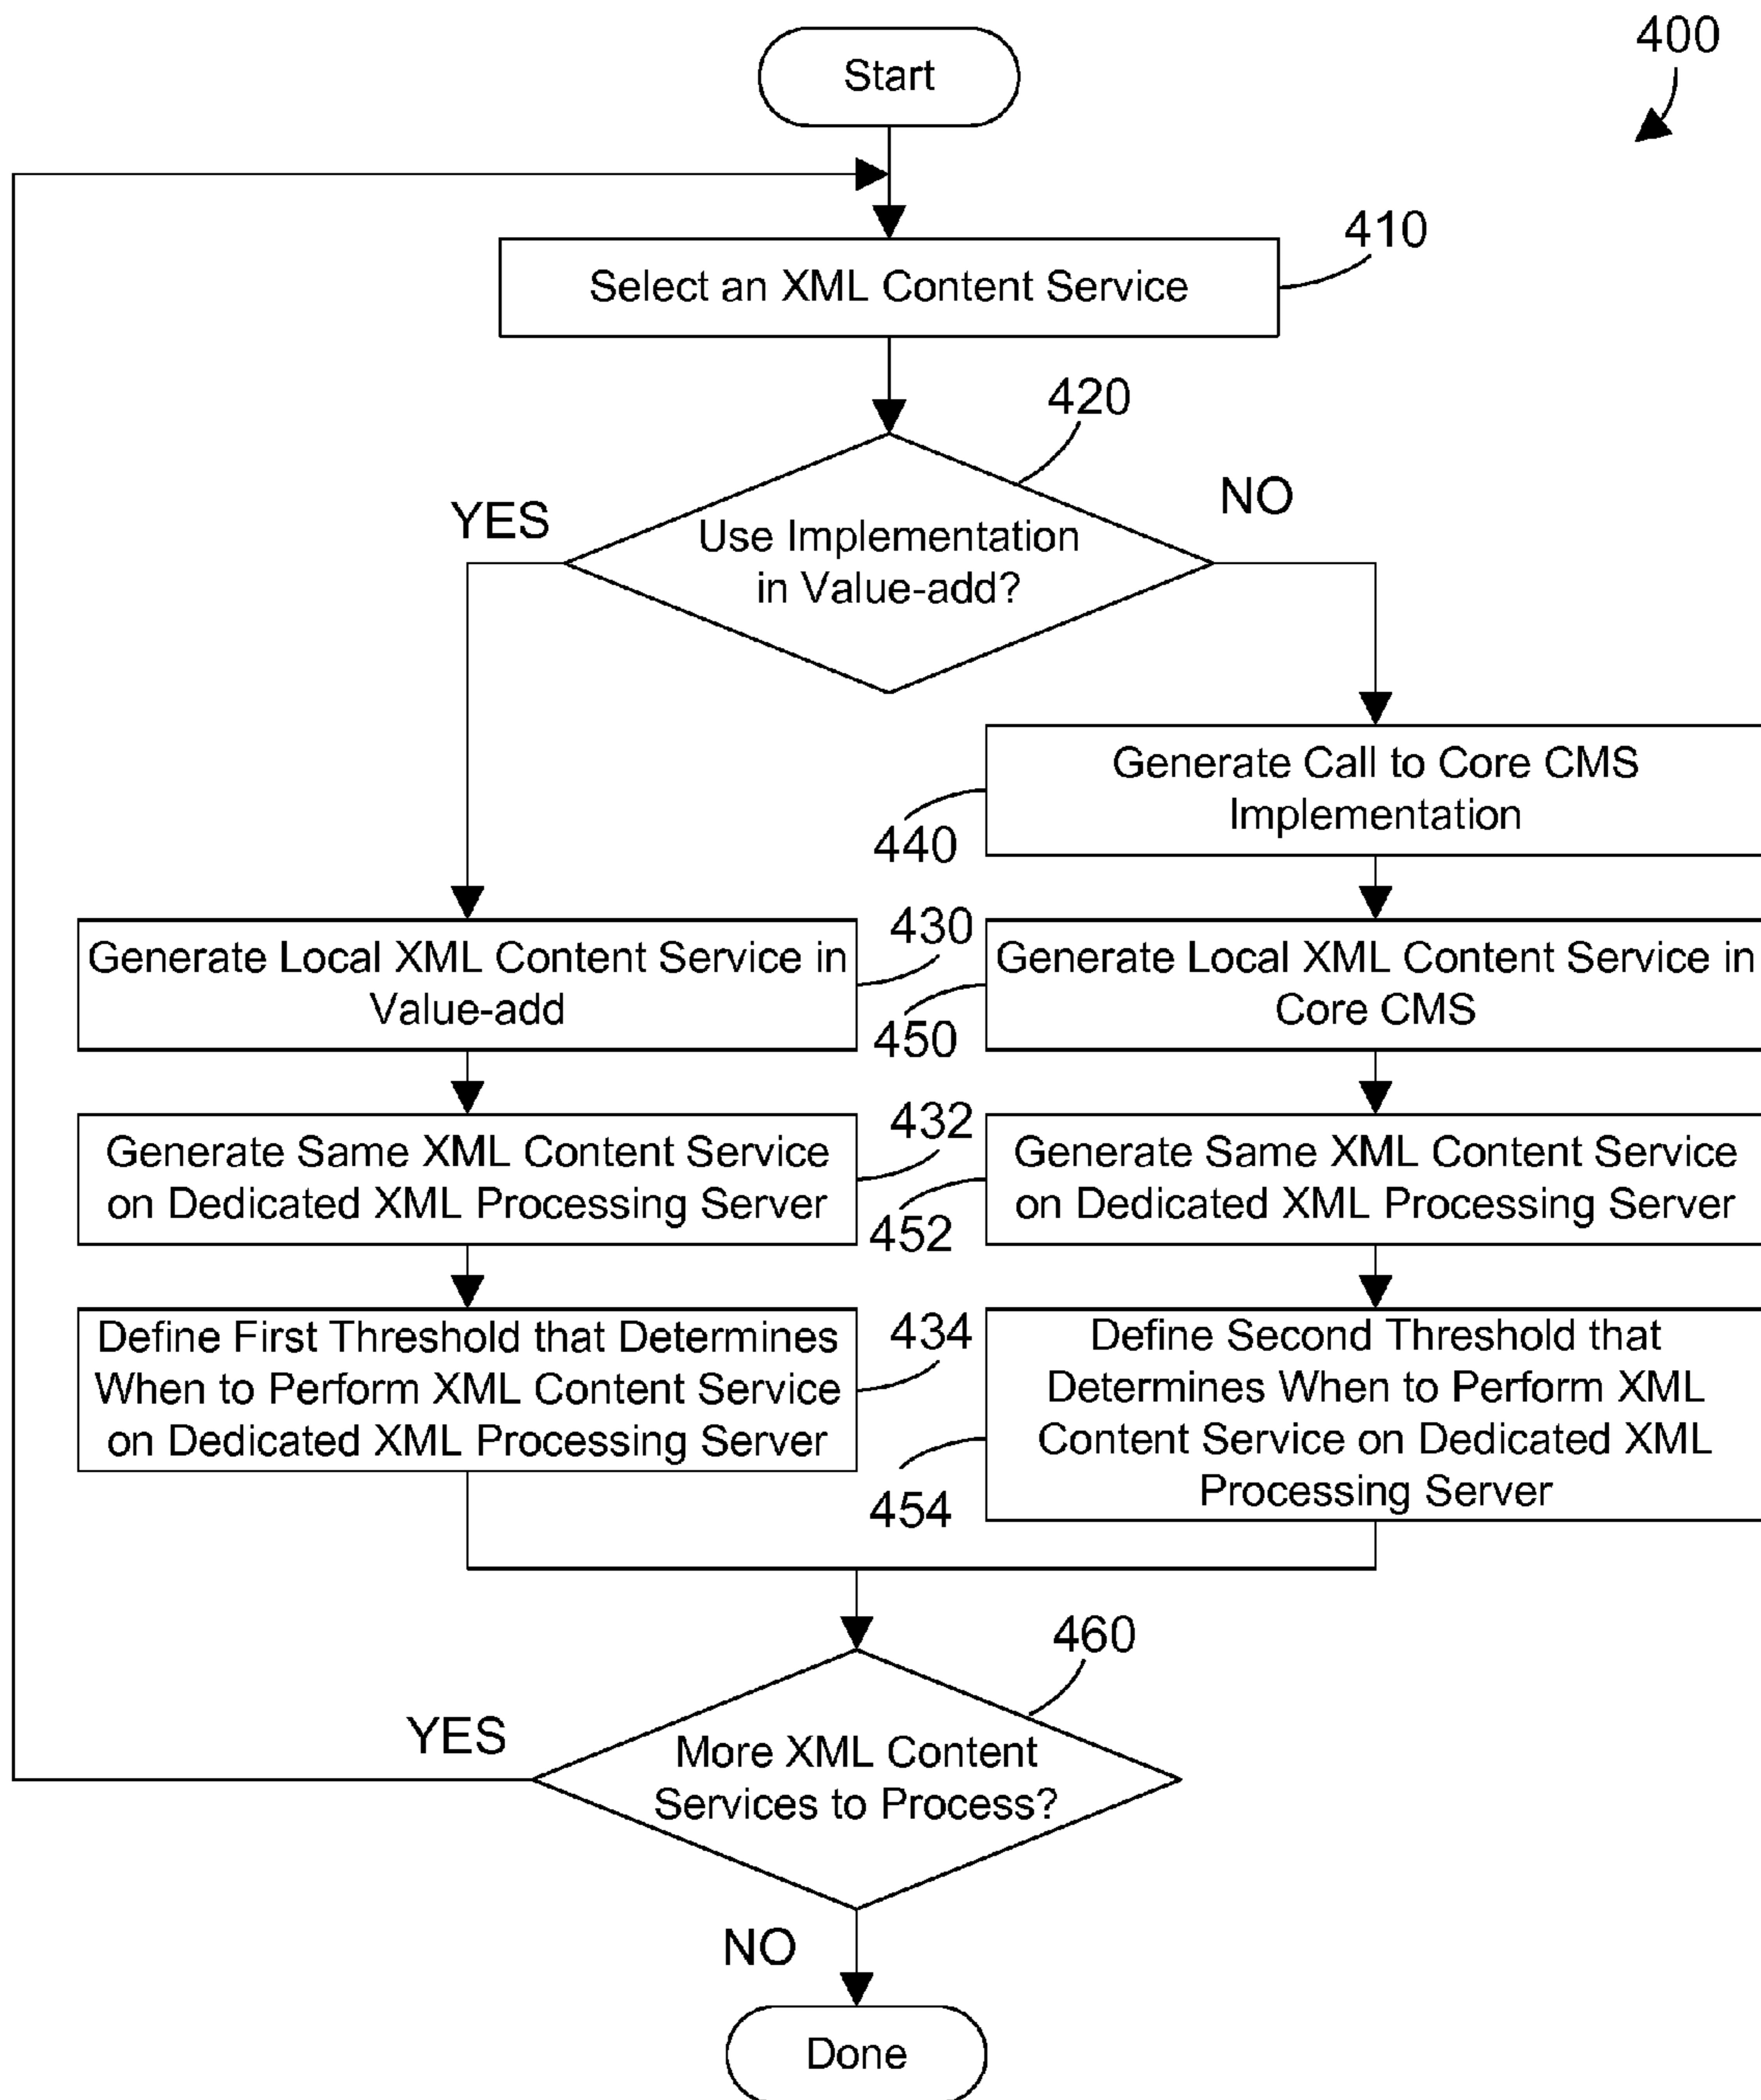 400
Start
410
Select an XML Content Service
420
YES
NO
Use Implementation
in Value-add?
Generate Call to Core CMS
Implementation
440
430
Generate Local XML Content Service in
Value-add
Generate Local XML Content Service in
Core CMS
450
432
Generate Same XML Content Service
on Dedicated XML Processing Server
Generate Same XML Content Service
on Dedicated XML Processing Server
452
434
Define First Threshold that Determines
When to Perform XML Content Service
on Dedicated XML Processing Server
Define Second Threshold that
Determines When to Perform XML
Content Service on Dedicated XML
Processing Server
454
460
YES
More XML Content
Services to Process?
NO
Done